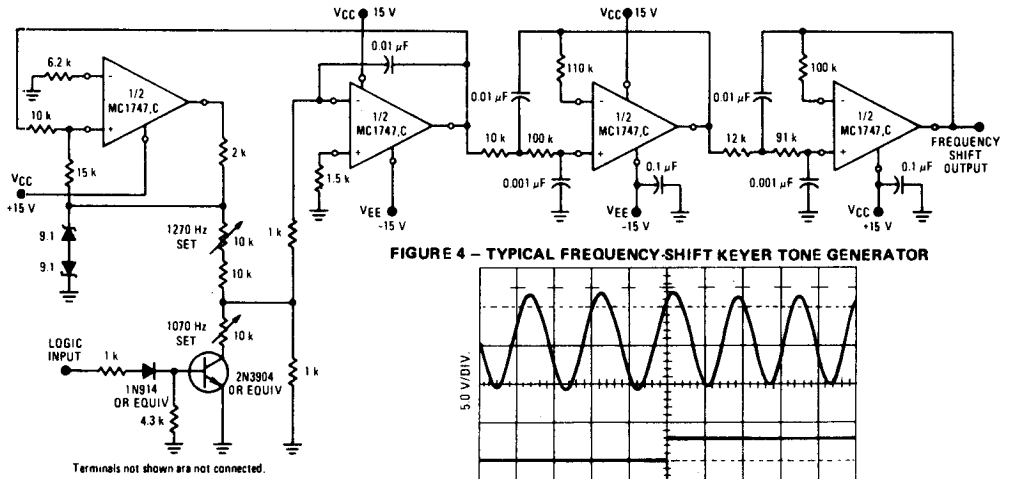 VCC 15 V
VCC 15 V
0.01 µF
6.2 k
1/2
MC1747,C
10 k
15 k
VCC
+15 V
2 k
1/2
MC1747,C
1.5 k
VEE
-15 V
110 k
0.01 µF
10 k
100 k
1/2
MC1747,C
0.001 µF
0.1 µF
VEE
-15 V
100 k
0.01 µF
12 k
91 k
1/2
MC1747,C
0.001 µF
0.1 µF
VCC
+15 V
FREQUENCY
SHIFT
OUTPUT
9.1
9.1
1270 Hz
SET
10 k
10 k
1 k
1070 Hz
SET
10 k
1 k
LOGIC
INPUT
1 k
1N914
OR EQUIV
4.3 k
2N3904
OR EQUIV
Terminals not shown are not connected.
FIGURE 4 – TYPICAL FREQUENCY-SHIFT KEYER TONE GENERATOR
5.0 V/DIV.